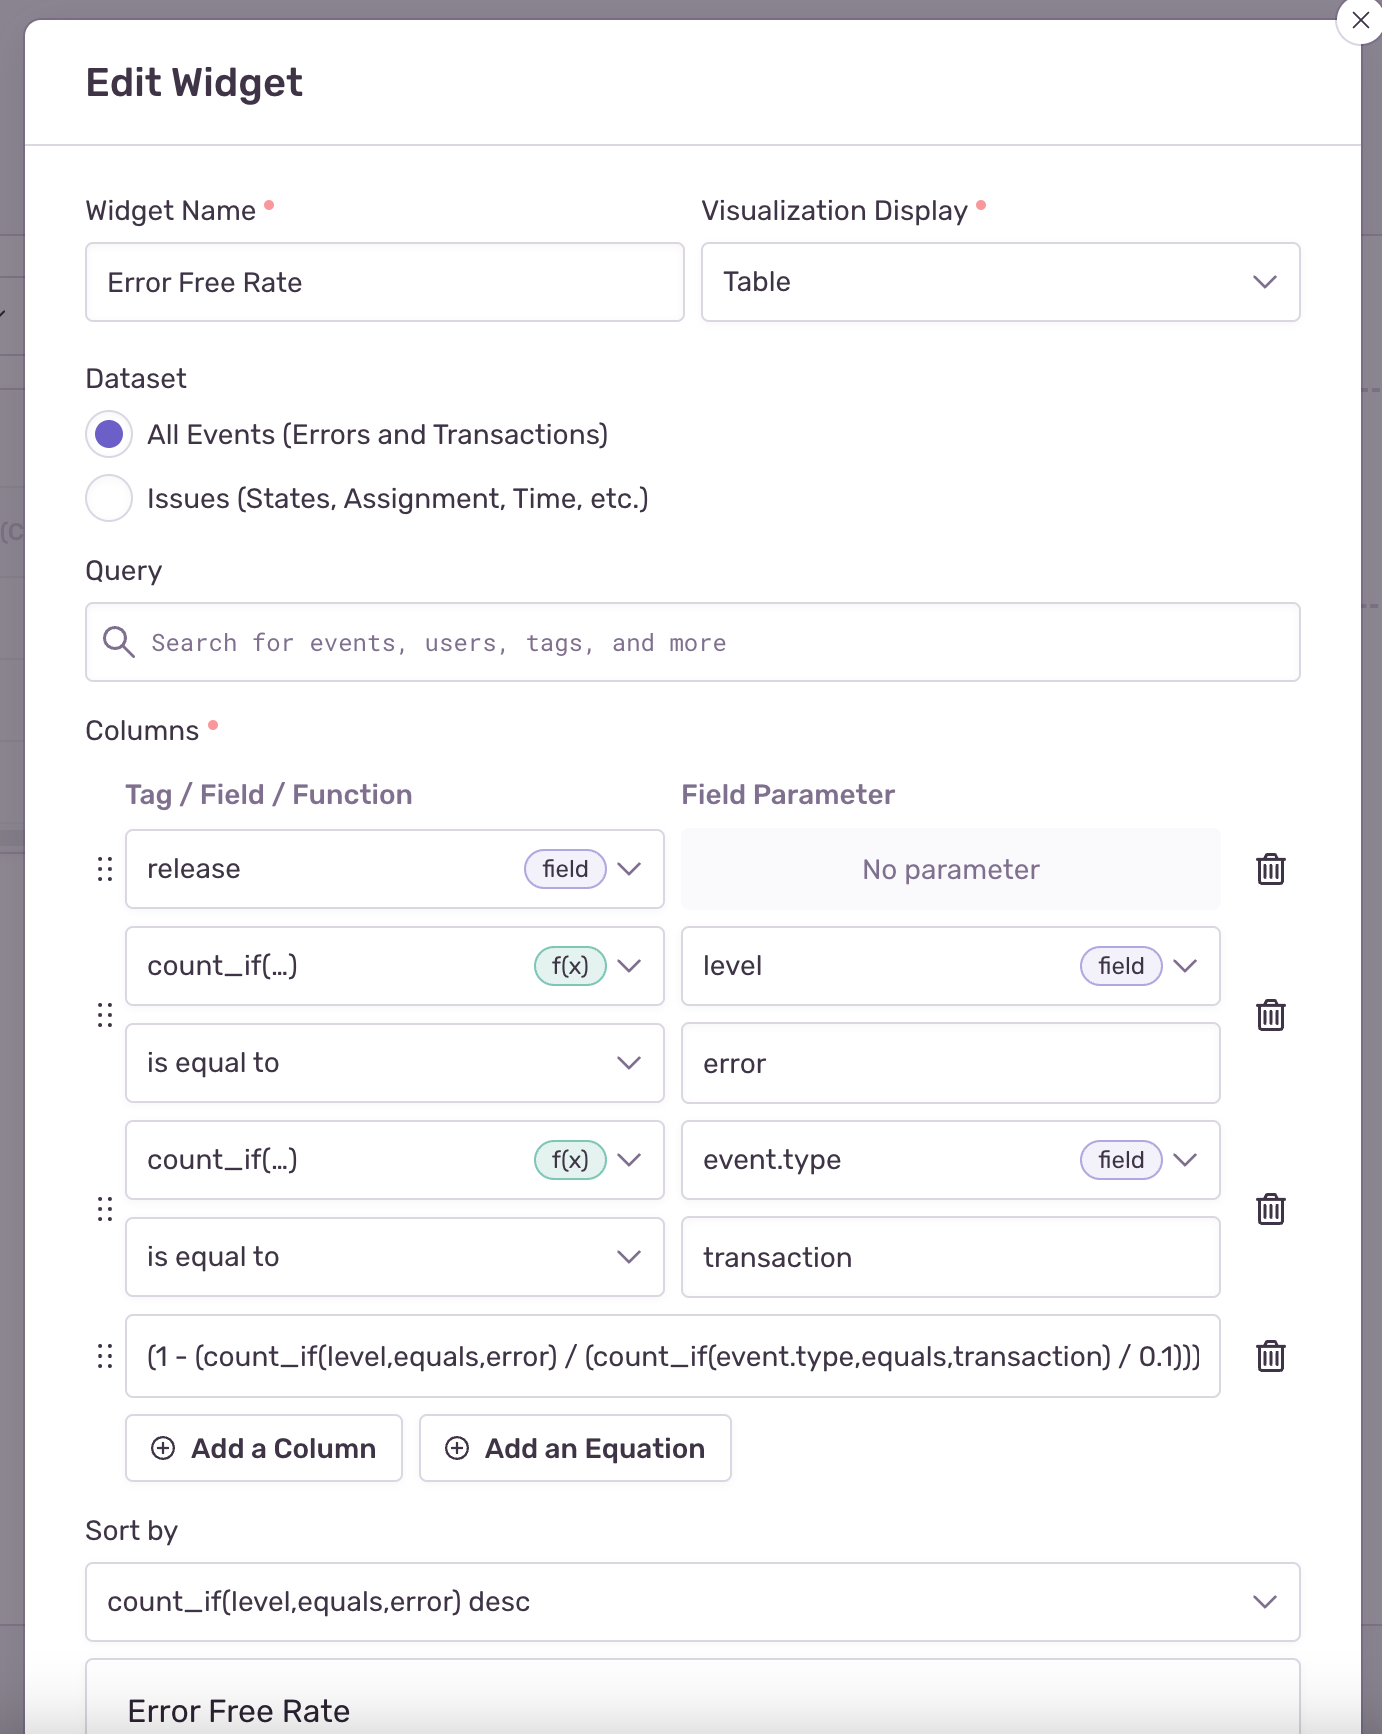 Edit Widget
Widget Name
Visualization Display
Error Free Rate
Table
Dataset
All Events (Errors and Transactions)
Issues (States, Assignment, Time, etc.)
Query
Search for events, users, tags, and more
Columns
Tag / Field / Function
Field Parameter
release
field
No parameter
count_if(...)
f(x)
level
field
is equal to
error
count_if(...)
f(x)
event.type
field
is equal to
transaction
(1 - (count_if(level,equals,error) / (count_if(event.type,equals,transaction) / 0.1)))
Add a Column
Add an Equation
Sort by
count_if(level,equals,error) desc
Error Free Rate